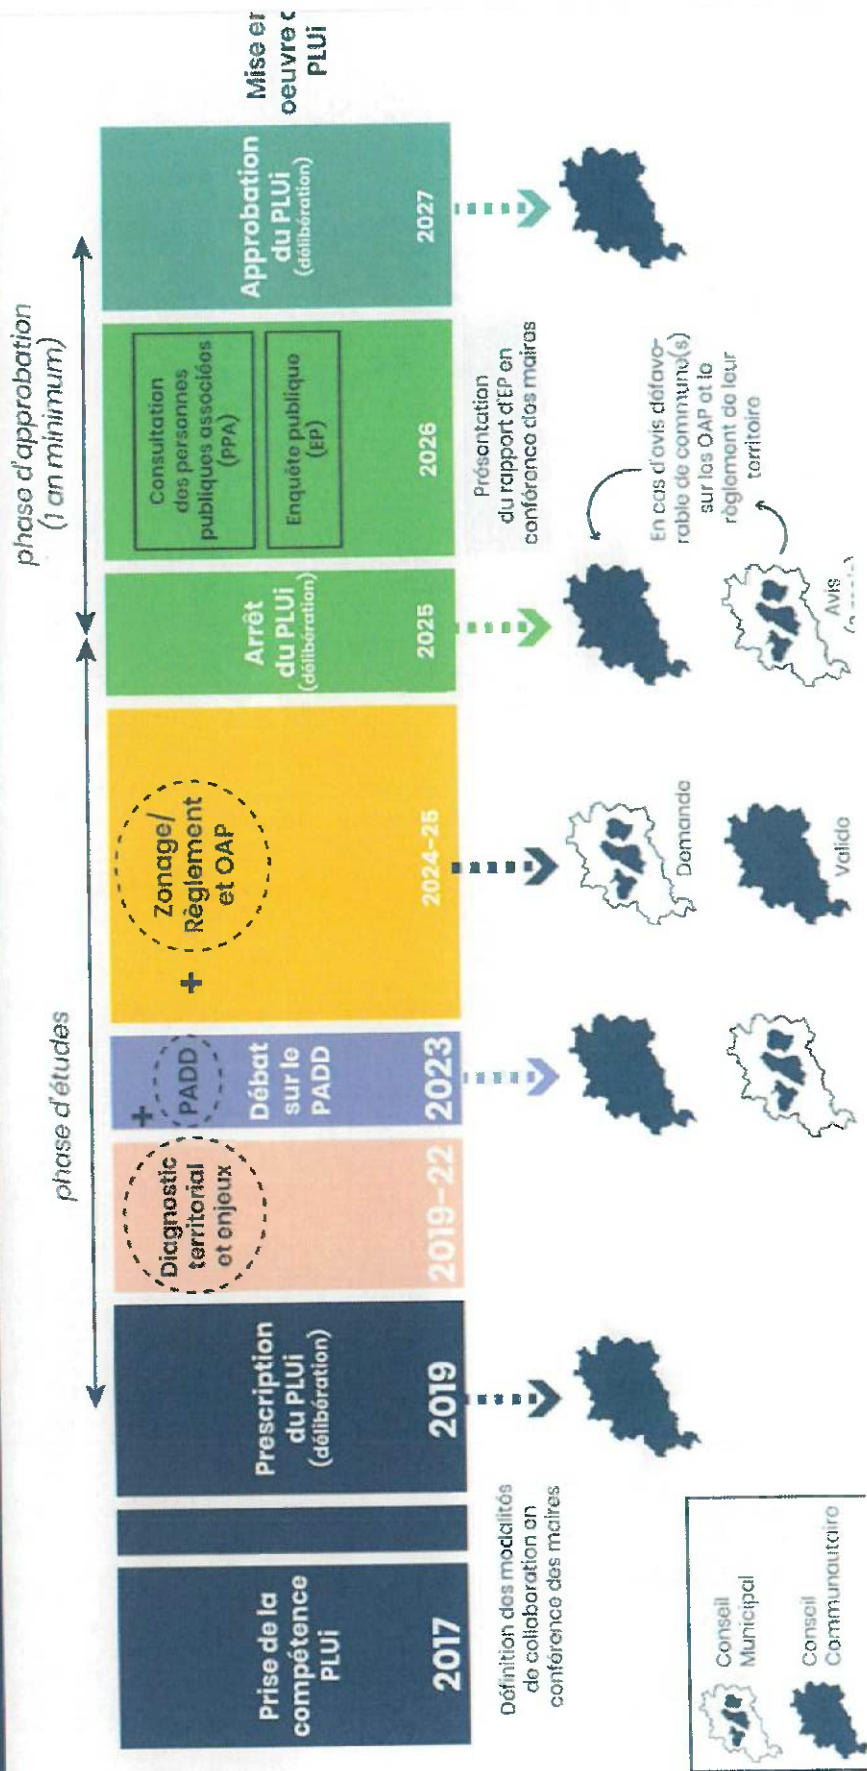 phase d'études
phase d'approbation
(1 an minimum)
Prise de la
compétence
PLUi
2017
Définition des modalités
de collaboration en
conférence des maires
Prescription
du PLUi
(délibération)
2019
Diagnostic
territorial
et enjeux
2019-22
+
PADD
Débat
sur le
PADD
2023
+
Zonage/
Règlement
et OAP
2024-25
Demande
Valide
Arrêt
du PLUi
(délibération)
2025
Avis
Consultation
des personnes
publiques associées
(PPA)
Enquête publique
(EP)
2026
Présentation
du rapport d'EP en
conférence des maires
En cas d'avis défavo-
rable de commune(s)
sur les OAP et le
règlement de leur
territoire
Approbation
du PLUi
(délibération)
2027
Mise en
oeuvre
PLUi
Conseil
Municipal
Conseil
Communautaire